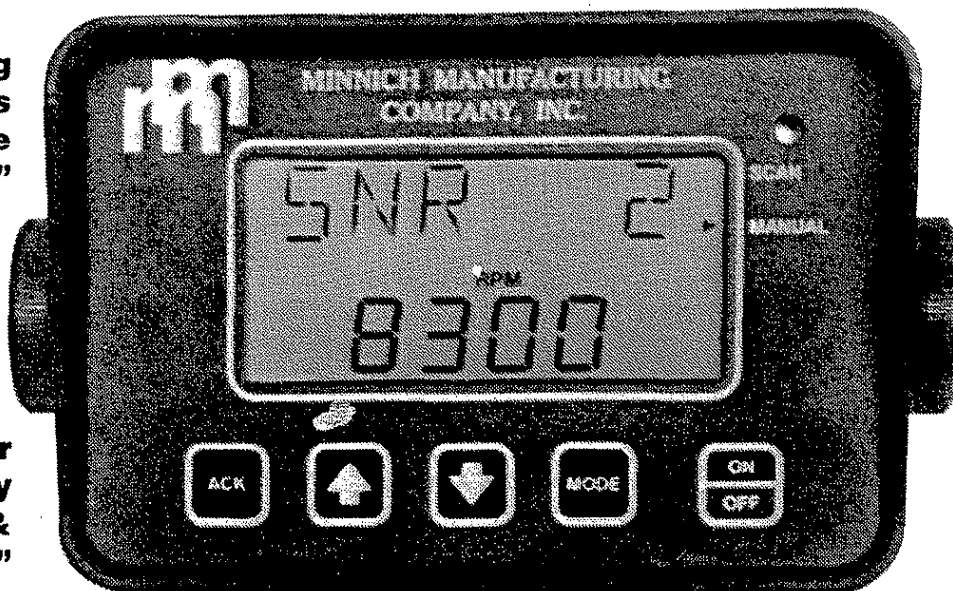 g
s
e
”
MINNICH MANUFACTURING
COMPANY, INC.
SCAN
SNR 2
MANUAL
RPM
8300
r
y
&
”
ACK
MODE
ON
OFF